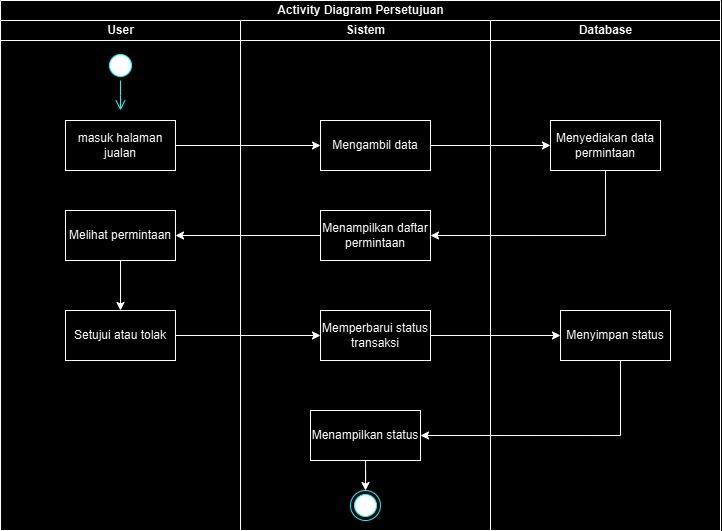 Activity Diagram Persetujuan
User
Sistem
Database
masuk halaman
jualan
Mengambil data
Menyediakan data
permintaan
Melihat permintaan
Menampilkan daftar
permintaan
Setujui atau tolak
Memperbarui status
transaksi
Menyimpan status
Menampilkan status